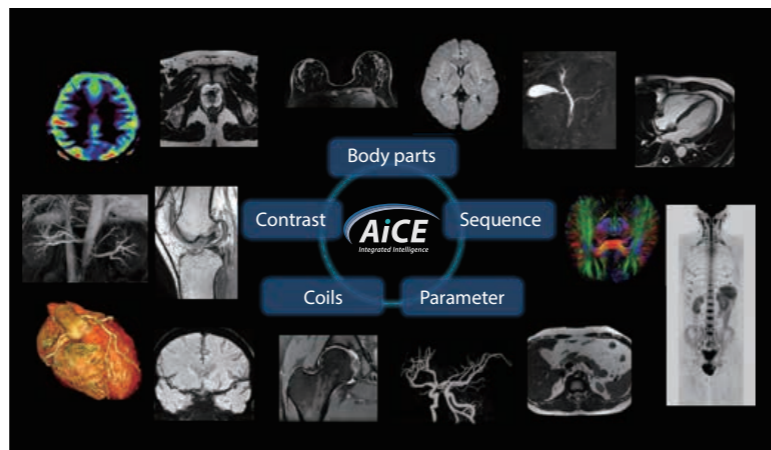 Body parts
Contrast
AiCE
Integrated Intelligence
Sequence
Coils
Parameter